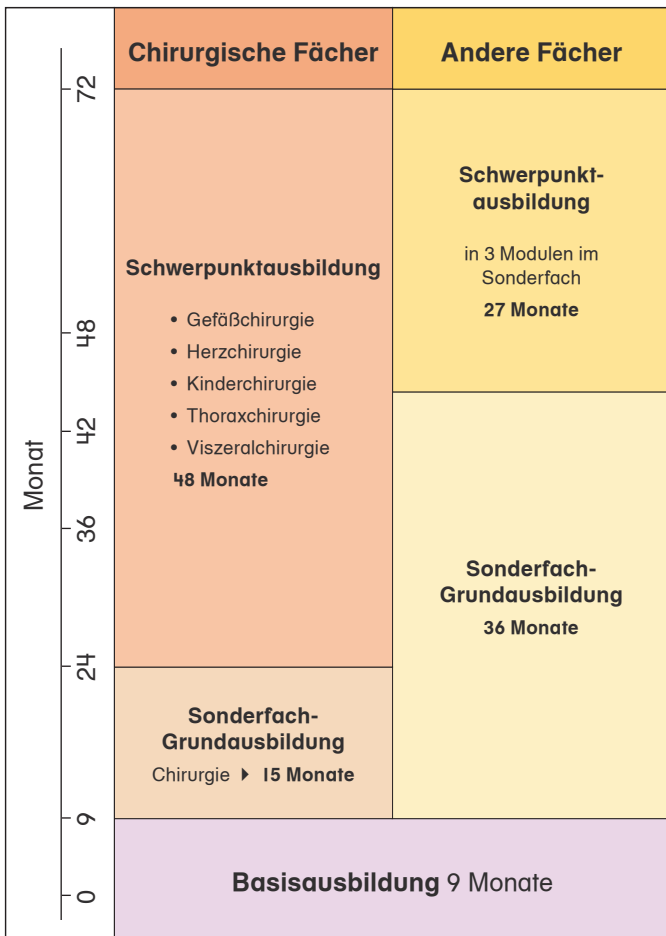 Chirurgische Fächer
Andere Fächer
Monat
72
48
42
36
24
9
0
Schwerpunktausbildung
• Gefäßchirurgie
• Herzchirurgie
• Kinderchirurgie
• Thoraxchirurgie
• Viszeralchirurgie
48 Monate
Schwerpunkt-
ausbildung
in 3 Modulen im
Sonderfach
27 Monate
Sonderfach-
Grundausbildung
Chirurgie ▶ 15 Monate
Sonderfach-
Grundausbildung
36 Monate
Basisausbildung 9 Monate